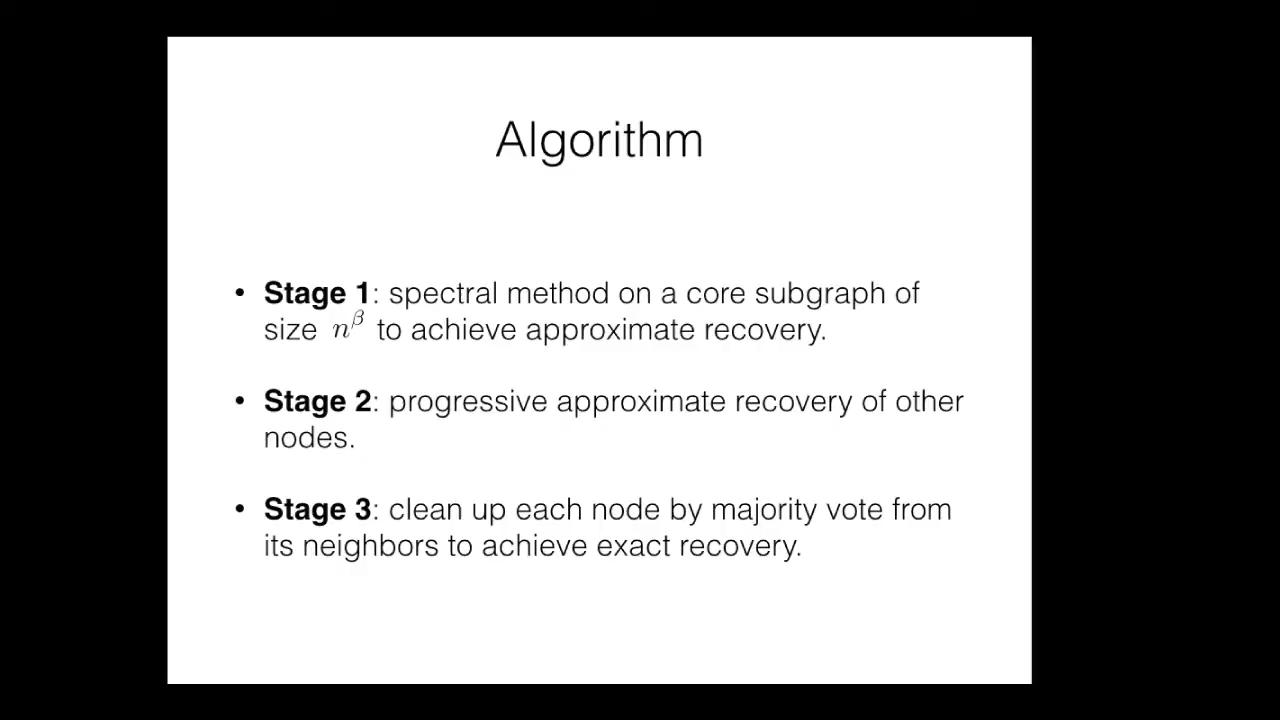 Algorithm
• Stage 1: spectral method on a core subgraph of
size n^β to achieve approximate recovery.
• Stage 2: progressive approximate recovery of other
nodes.
• Stage 3: clean up each node by majority vote from
its neighbors to achieve exact recovery.